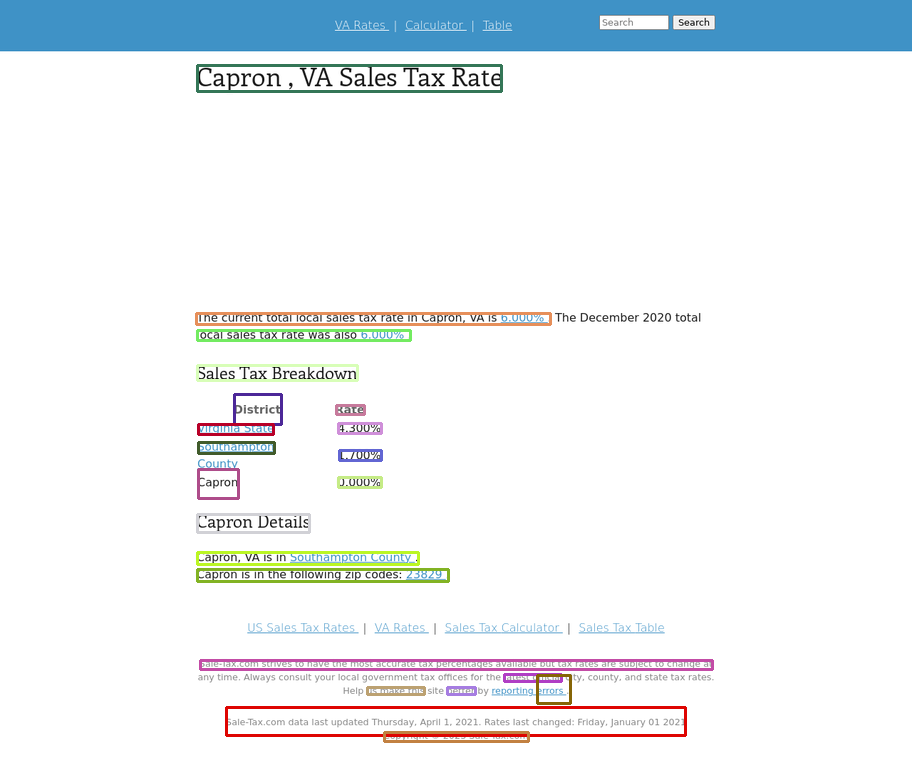 VA Rates | Calculator | Table
Search Search
Capron , VA Sales Tax Rate
The current total local sales tax rate in Capron, VA is 6.000% The December 2020 total
local sales tax rate was also 6.000%
Sales Tax Breakdown
District Rate
Virginia State 4.300%
Southampton County 1.700%
Capron 0.000%
Capron Details
Capron, VA is in Southampton County .
Capron is in the following zip codes: 23829
US Sales Tax Rates | VA Rates | Sales Tax Calculator | Sales Tax Table
Sale-Tax.com strives to have the most accurate tax percentages available but tax rates are subject to change at
any time. Always consult your local government tax offices for the latest official city, county, and state tax rates.
Help us make this site better by reporting errors .
Sale-Tax.com data last updated Thursday, April 1, 2021. Rates last changed: Friday, January 01 2021
Copyright © 2025 Sale-Tax.com